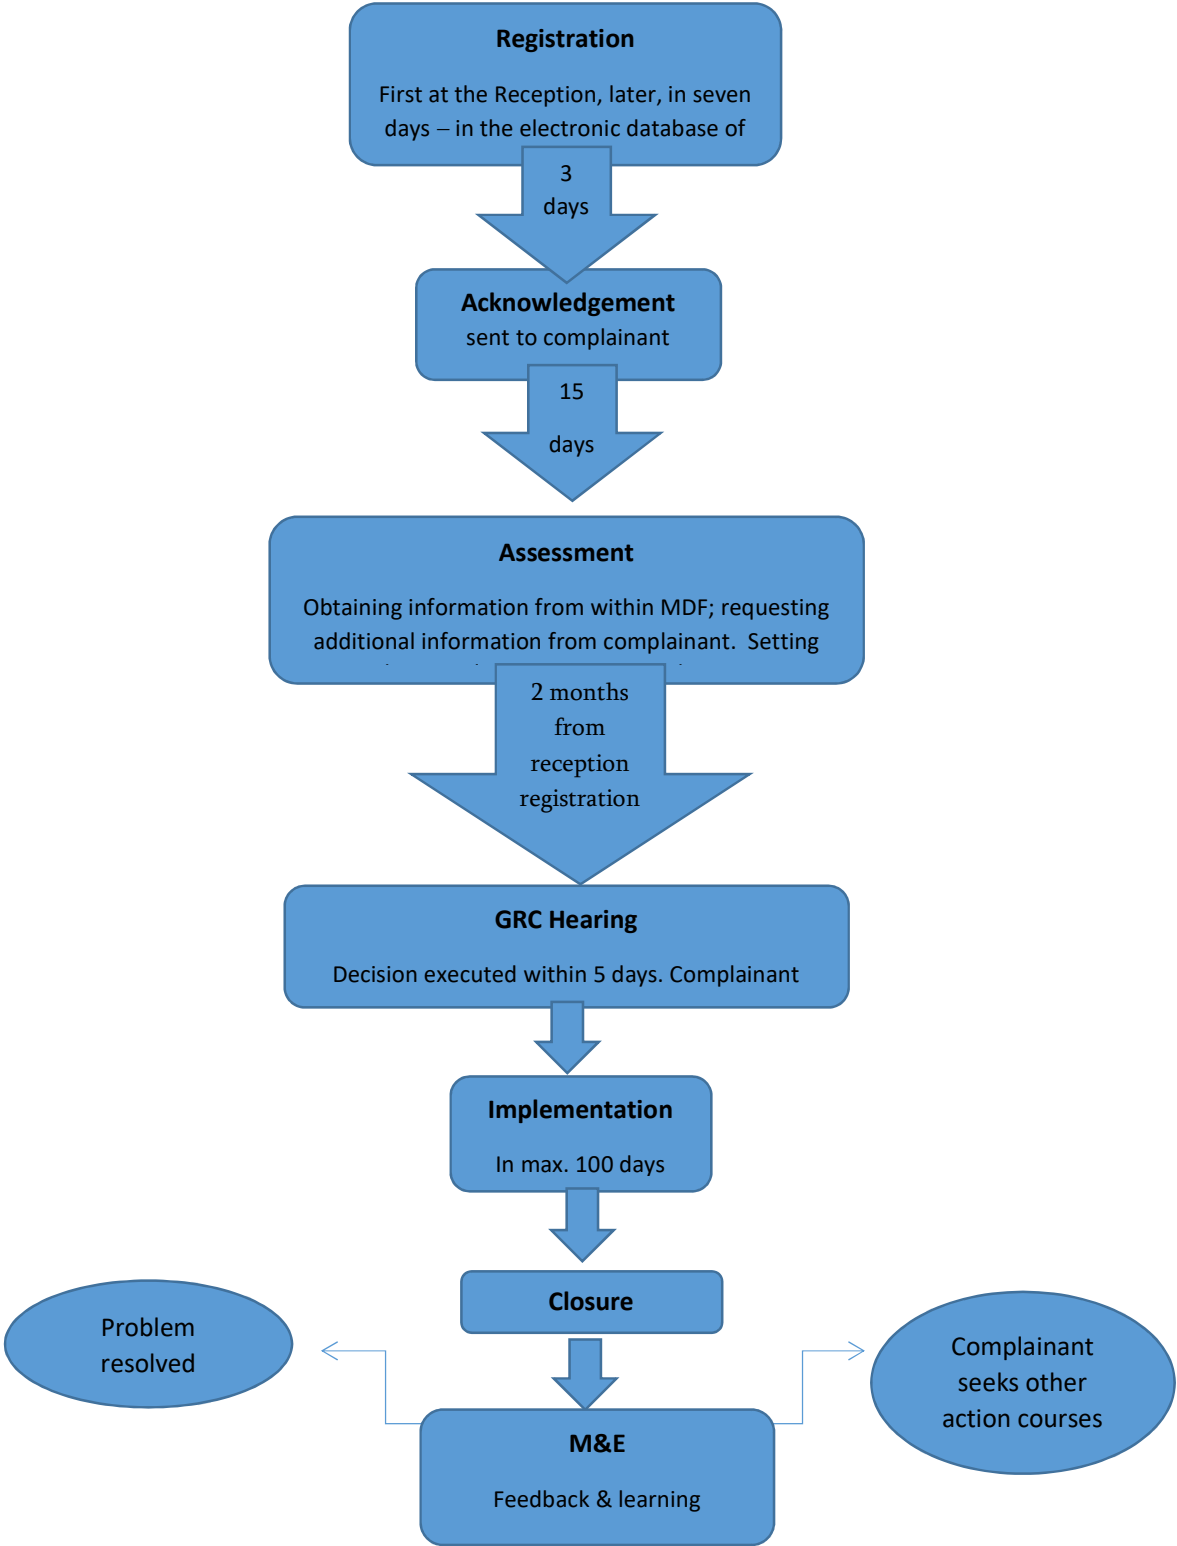 Registration
First at the Reception, later, in seven
days – in the electronic database of
3
days
Acknowledgement
sent to complainant
15
days
Assessment
Obtaining information from within MDF; requesting
additional information from complainant.  Setting
2 months
from
reception
registration
GRC Hearing
Decision executed within 5 days. Complainant
Implementation
In max. 100 days
Closure
Problem
resolved
Complainant
seeks other
action courses
M&E
Feedback & learning